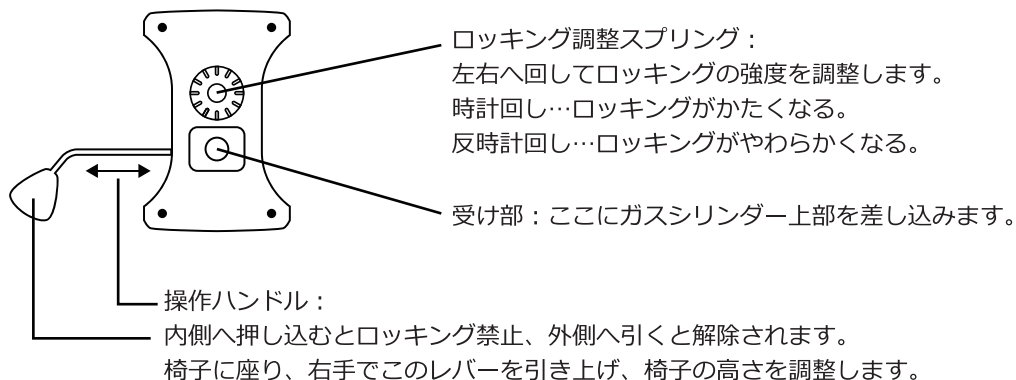 ロッキング調整スプリング：
左右へ回してロッキングの強度を調整します。
時計回し…ロッキングがかたくなる。
反時計回し…ロッキングがやわらかくなる。
受け部：ここにガスシリンダー上部を差し込みます。
操作ハンドル：
内側へ押し込むとロッキング禁止、外側へ引くと解除されます。
椅子に座り、右手でこのレバーを引き上げ、椅子の高さを調整します。